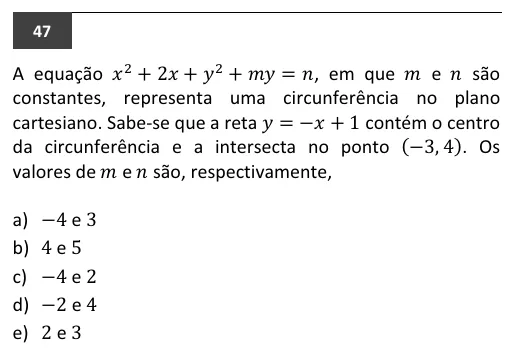 47
A equação x² + 2x + y² + my = n, em que m e n são
constantes, representa uma circunferência no plano
cartesiano. Sabe-se que a reta y = −x + 1 contém o centro
da circunferência e a intersecta no ponto (−3, 4). Os
valores de m e n são, respectivamente,
a) −4 e 3
b) 4 e 5
c) −4 e 2
d) −2 e 4
e) 2 e 3